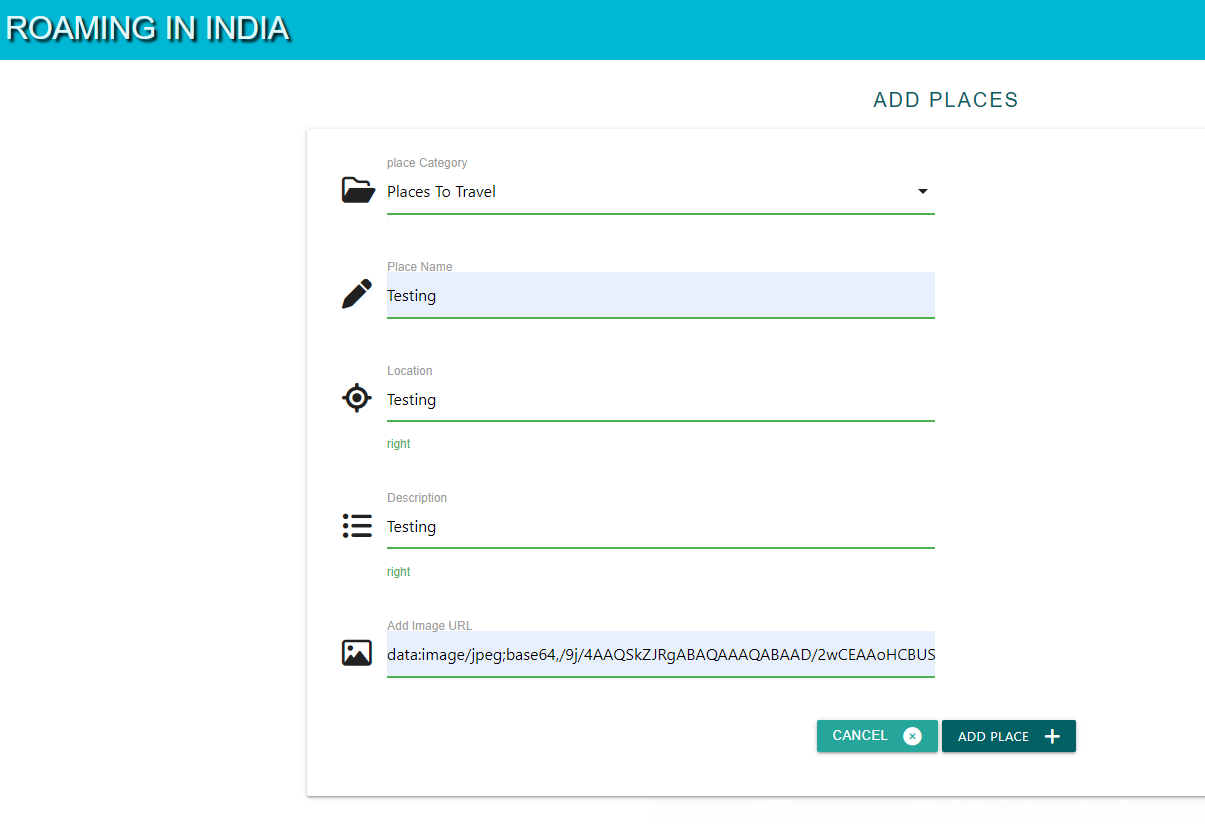 ROAMING IN INDIA
ADD PLACES
place Category
Places To Travel
Place Name
Testing
Location
Testing
right
Description
Testing
right
Add Image URL
data:image/jpeg;base64,/9j/4AAQSkZJRgABAQAAAQABAAD/2wCEAAoHCBUS
CANCEL
ADD PLACE